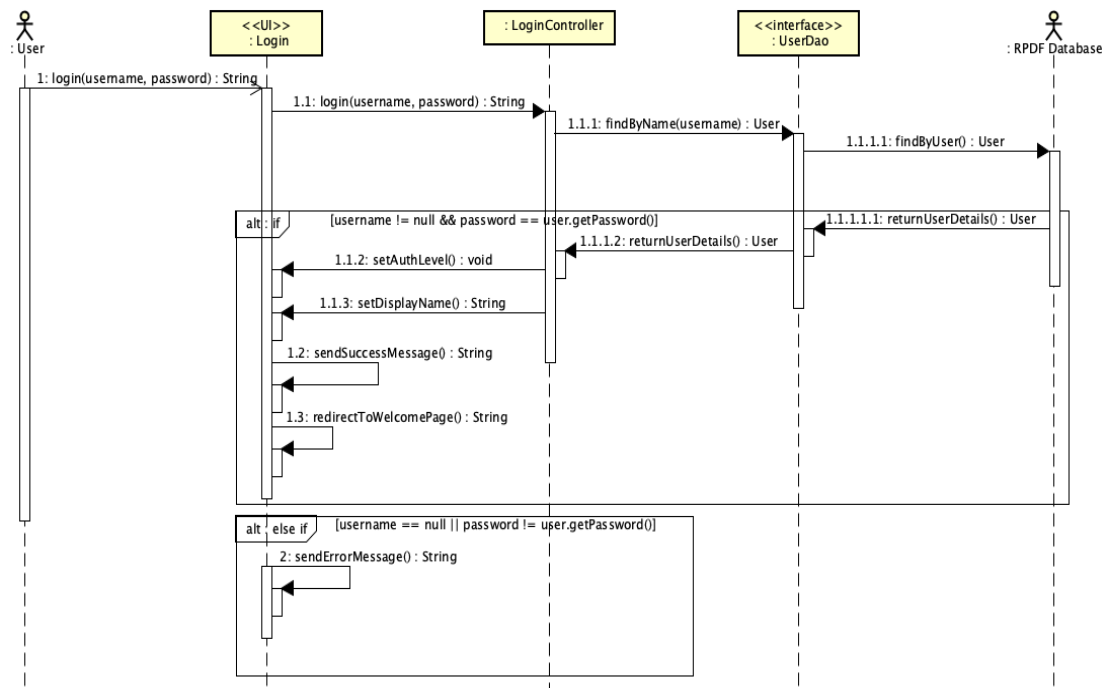 : User
<<UI>>
: Login
: LoginController
<<interface>>
: UserDao
: RPDF Database
1: login(username, password) : String
1.1: login(username, password) : String
1.1.1: findByName(username) : User
1.1.1.1: findByUser() : User
alt : if
[username != null && password == user.getPassword()]
1.1.1.1.1: returnUserDetails() : User
1.1.1.2: returnUserDetails() : User
1.1.2: setAuthLevel() : void
1.1.3: setDisplayName() : String
1.2: sendSuccessMessage() : String
1.3: redirectToWelcomePage() : String
alt : else if
[username == null || password != user.getPassword()]
2: sendErrorMessage() : String